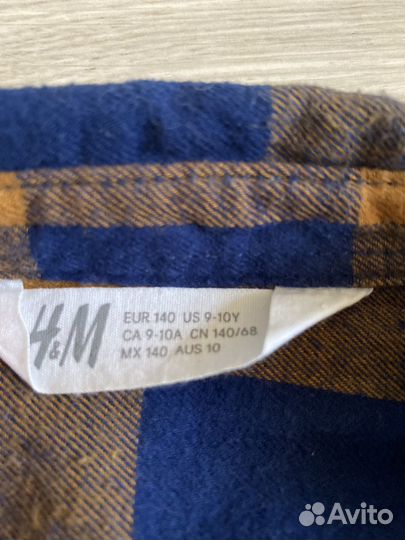 H&M
EUR 140 US 9-10Y
CA 9-10A CN 140/68
MX 140 AUS 10
Avito